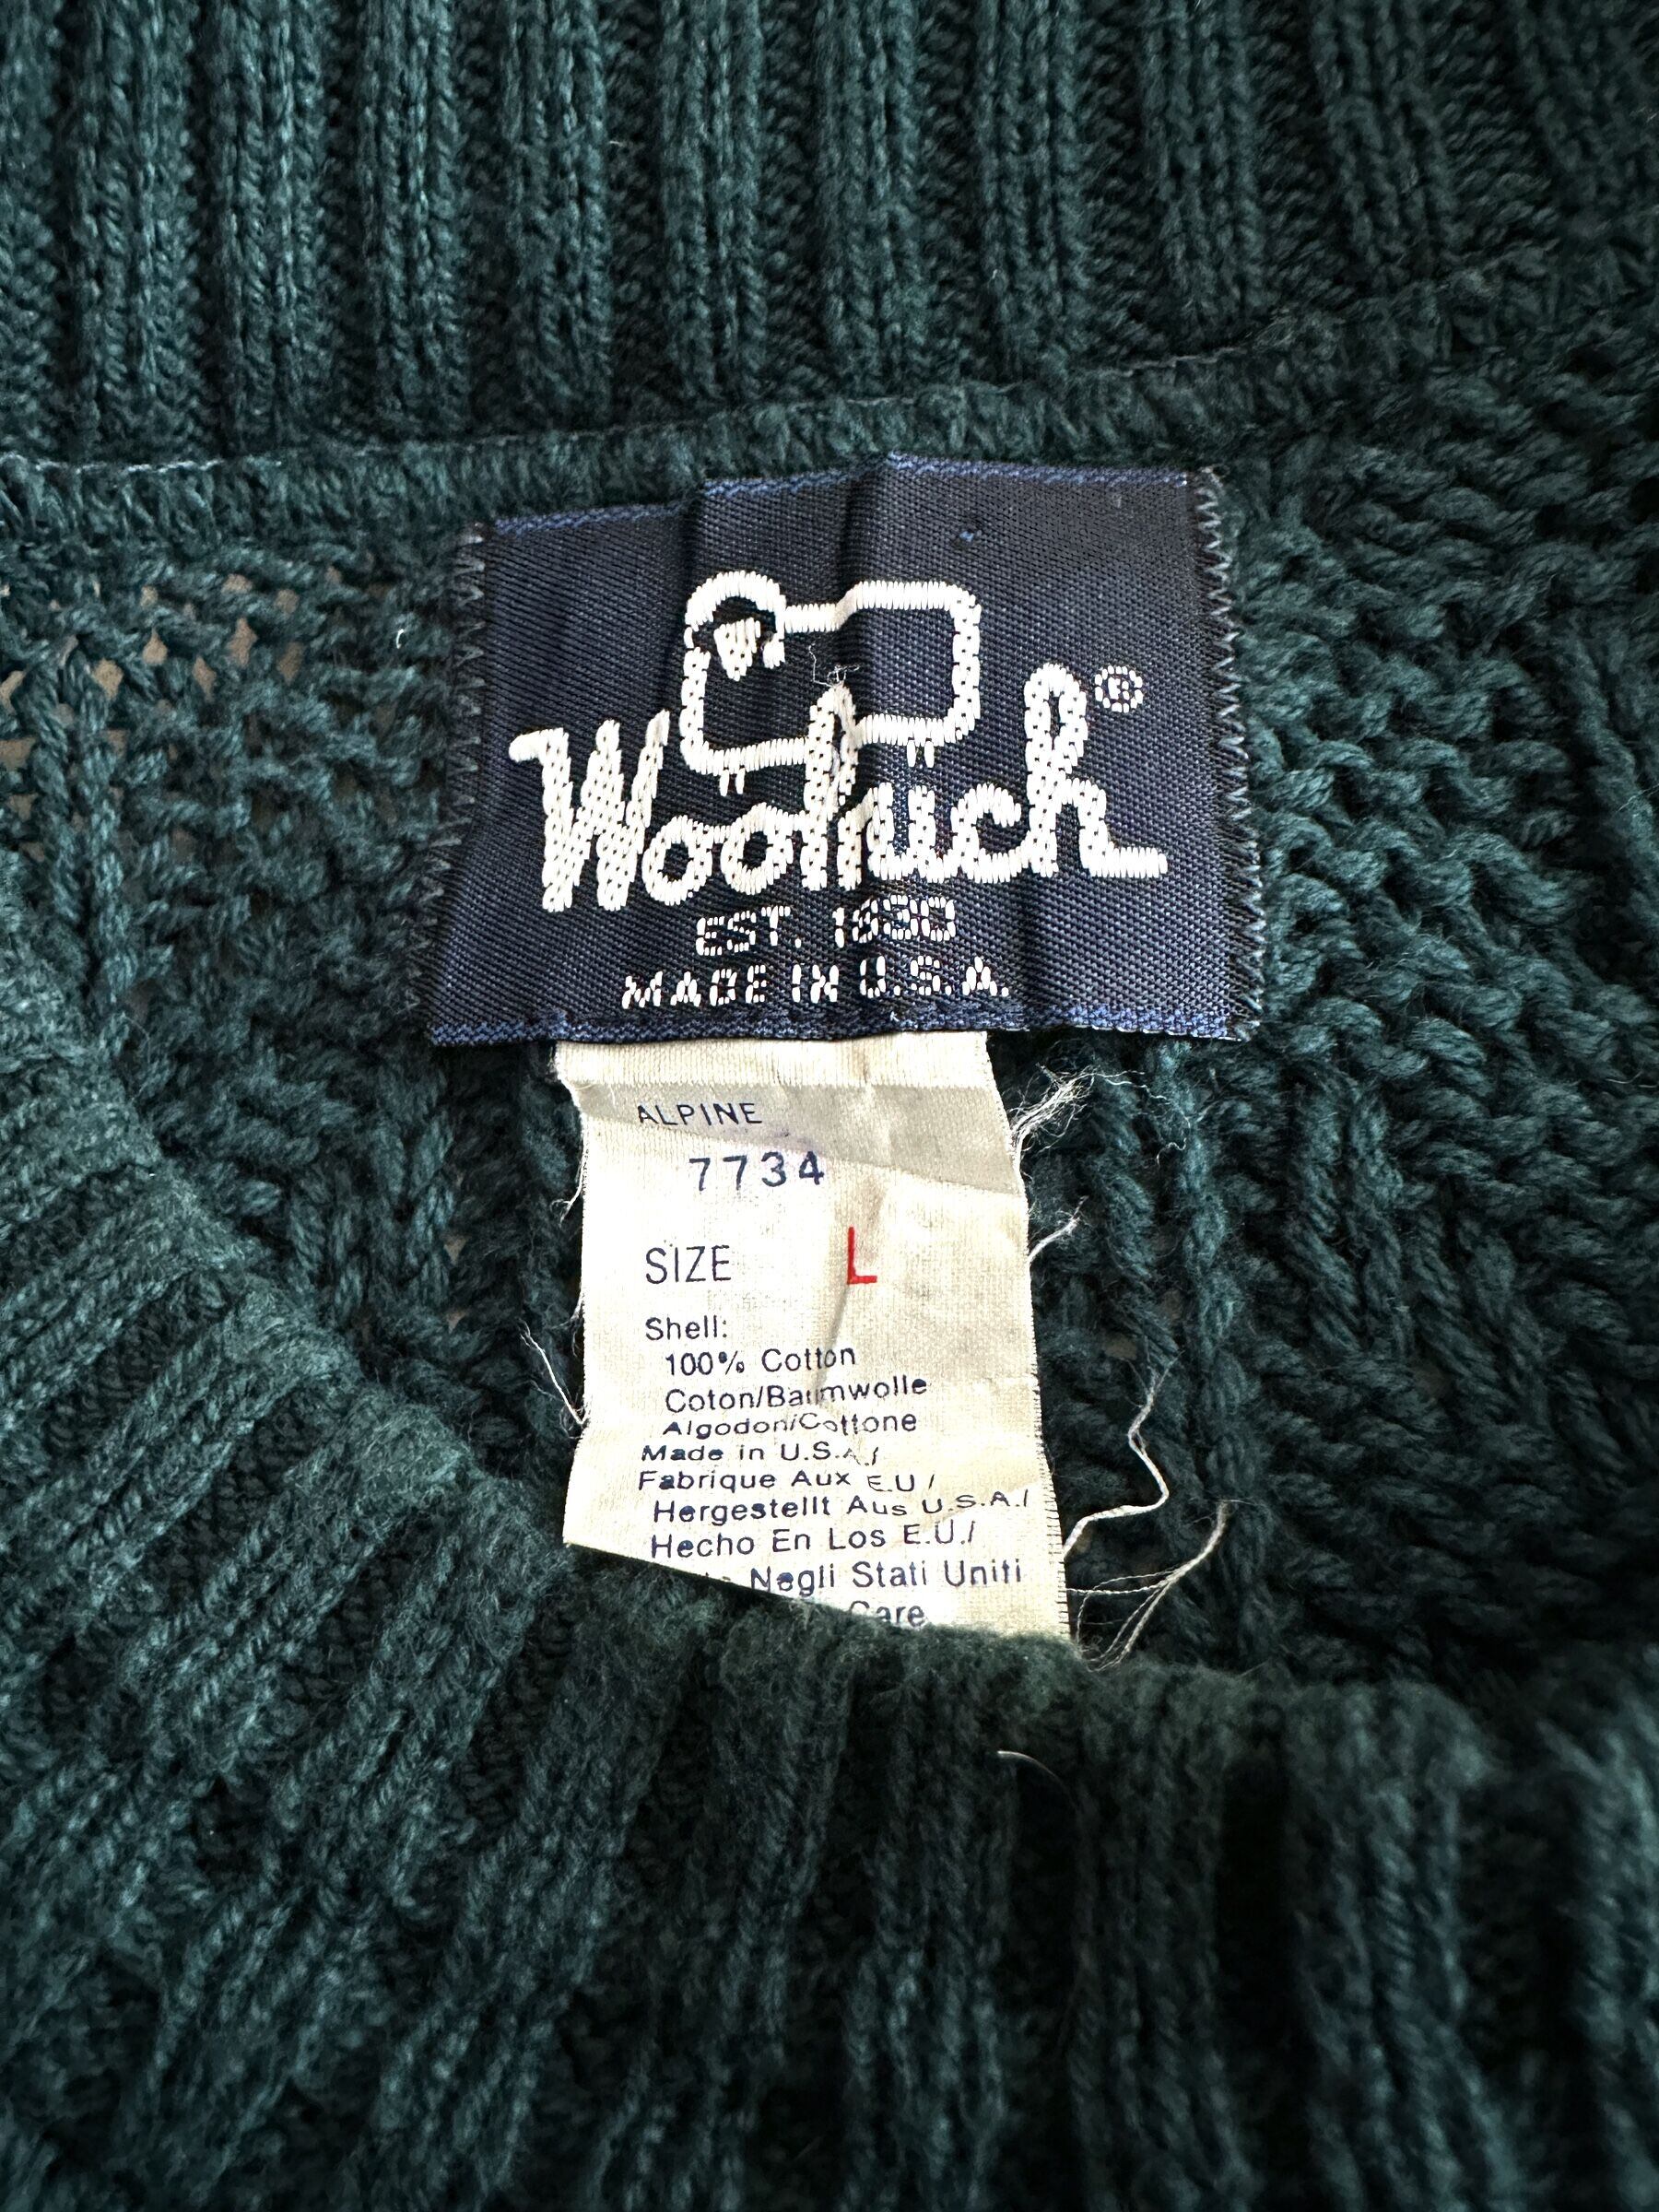 Woolrich®
EST. 1830
MADE IN U.S.A.
ALPINE
7734
SIZE L
Shell:
100% Cotton
Coton/Baumwolle
Algodon/Cottone
Made in U.S.A./
Fabrique Aux E.U/
Hergestellt Aus U.S.A./
Hecho En Los E.U./
Negli Stati Uniti
Care